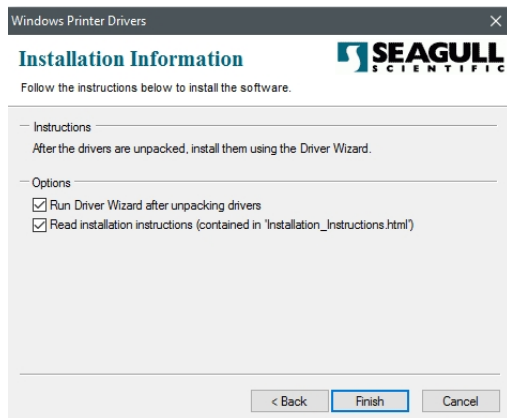 Windows Printer Drivers
Installation Information
SEAGULL
SCIENTIFIC
Follow the instructions below to install the software.
Instructions
After the drivers are unpacked, install them using the Driver Wizard.
Options
Run Driver Wizard after unpacking drivers
Read installation instructions (contained in 'Installation_Instructions.html')
< Back Finish Cancel